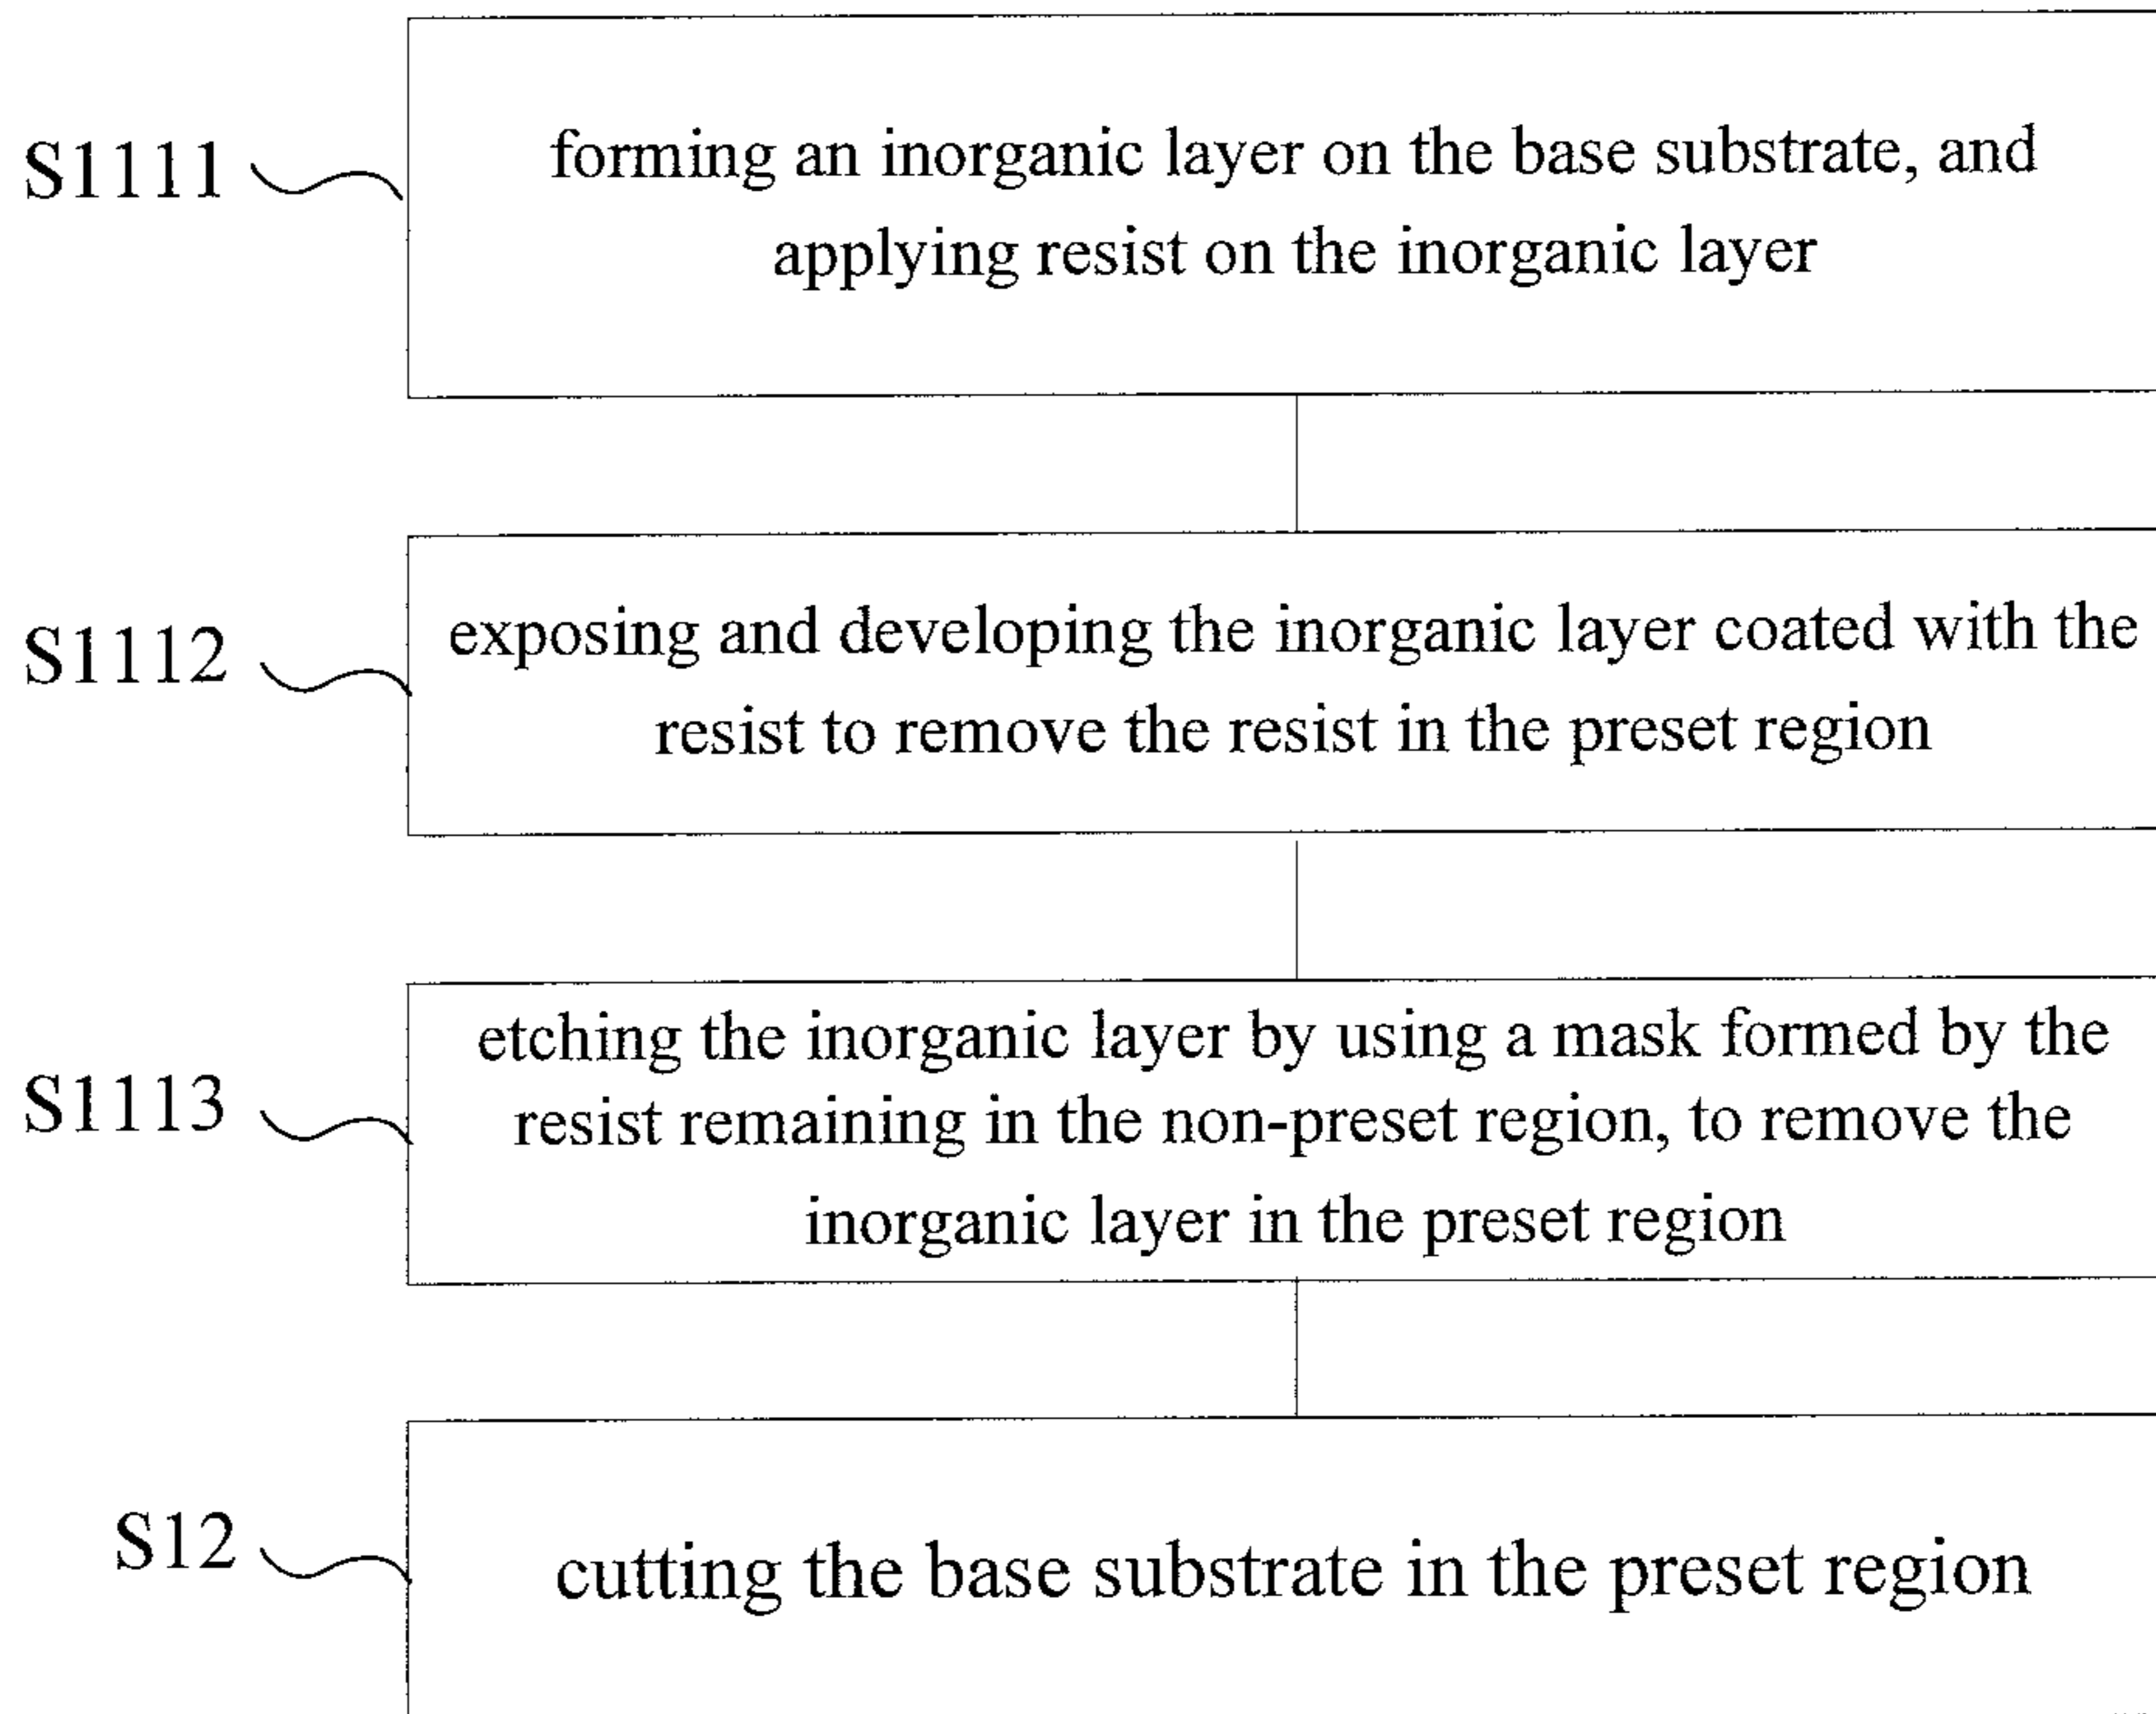 S1111
forming an inorganic layer on the base substrate, and
applying resist on the inorganic layer
S1112
exposing and developing the inorganic layer coated with the
resist to remove the resist in the preset region
S1113
etching the inorganic layer by using a mask formed by the
resist remaining in the non-preset region, to remove the
inorganic layer in the preset region
S12
cutting the base substrate in the preset region